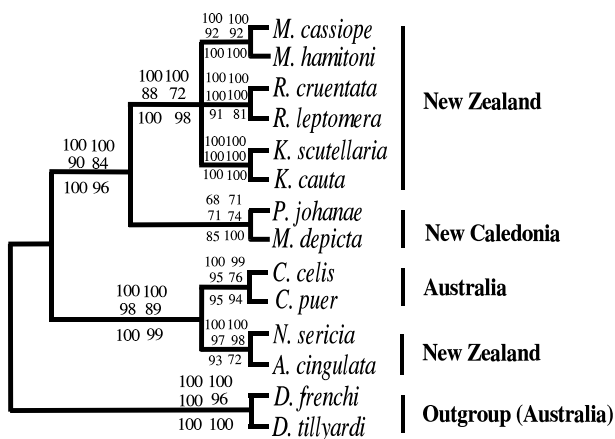 100 100
92 92
100 100
M. cassiope
M. hamitoni
100 100
100 100
91 81
R. cruentata
R. leptomera
New Zealand
100 100
88 72
100 98
100 100
100 100
100 100
K. scutellaria
K. cauta
100 100
90 84
100 96
68 71
71 74
85 100
P. johanae
M. depicta
New Caledonia
100 99
95 76
95 94
C. celis
C. puer
Australia
100 100
98 89
100 99
100 100
97 98
93 72
N. sericia
A. cingulata
New Zealand
100 100
100 96
100 100
D. frenchi
D. tillyardi
Outgroup (Australia)